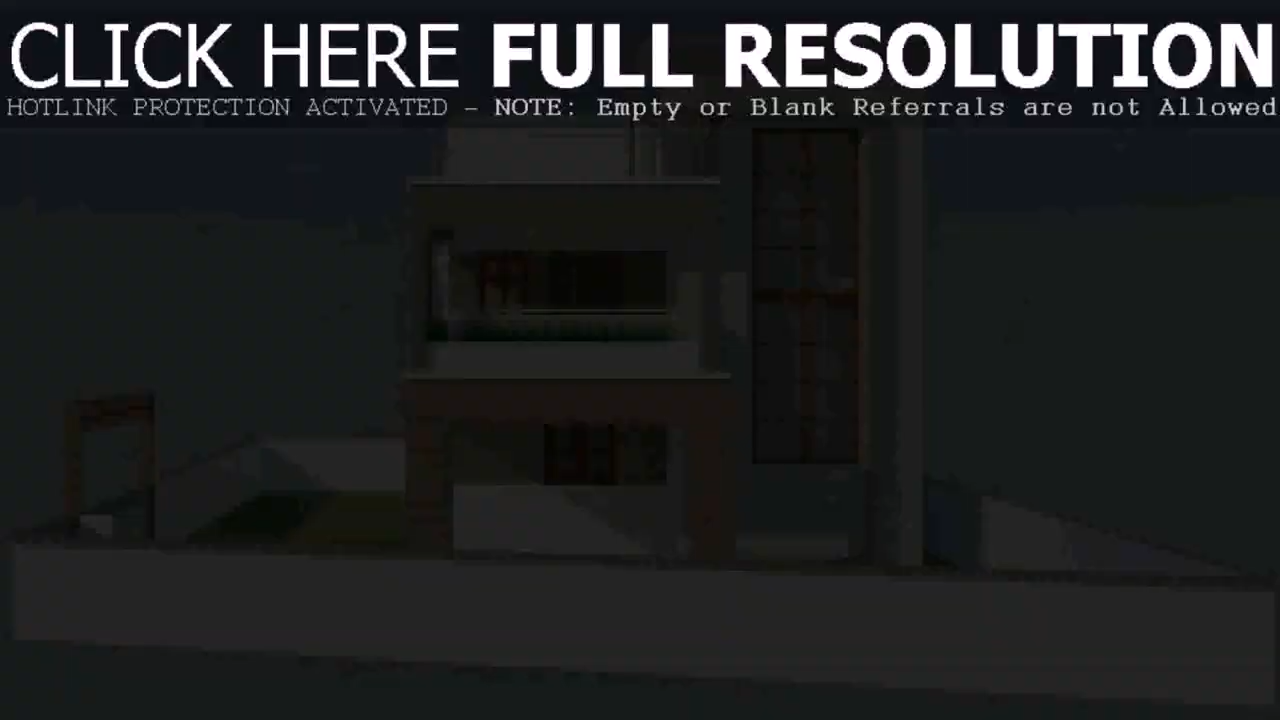 CLICK HERE FULL RESOLUTION
HOTLINK PROTECTION ACTIVATED - NOTE: Empty or Blank Referrals are not Allowed